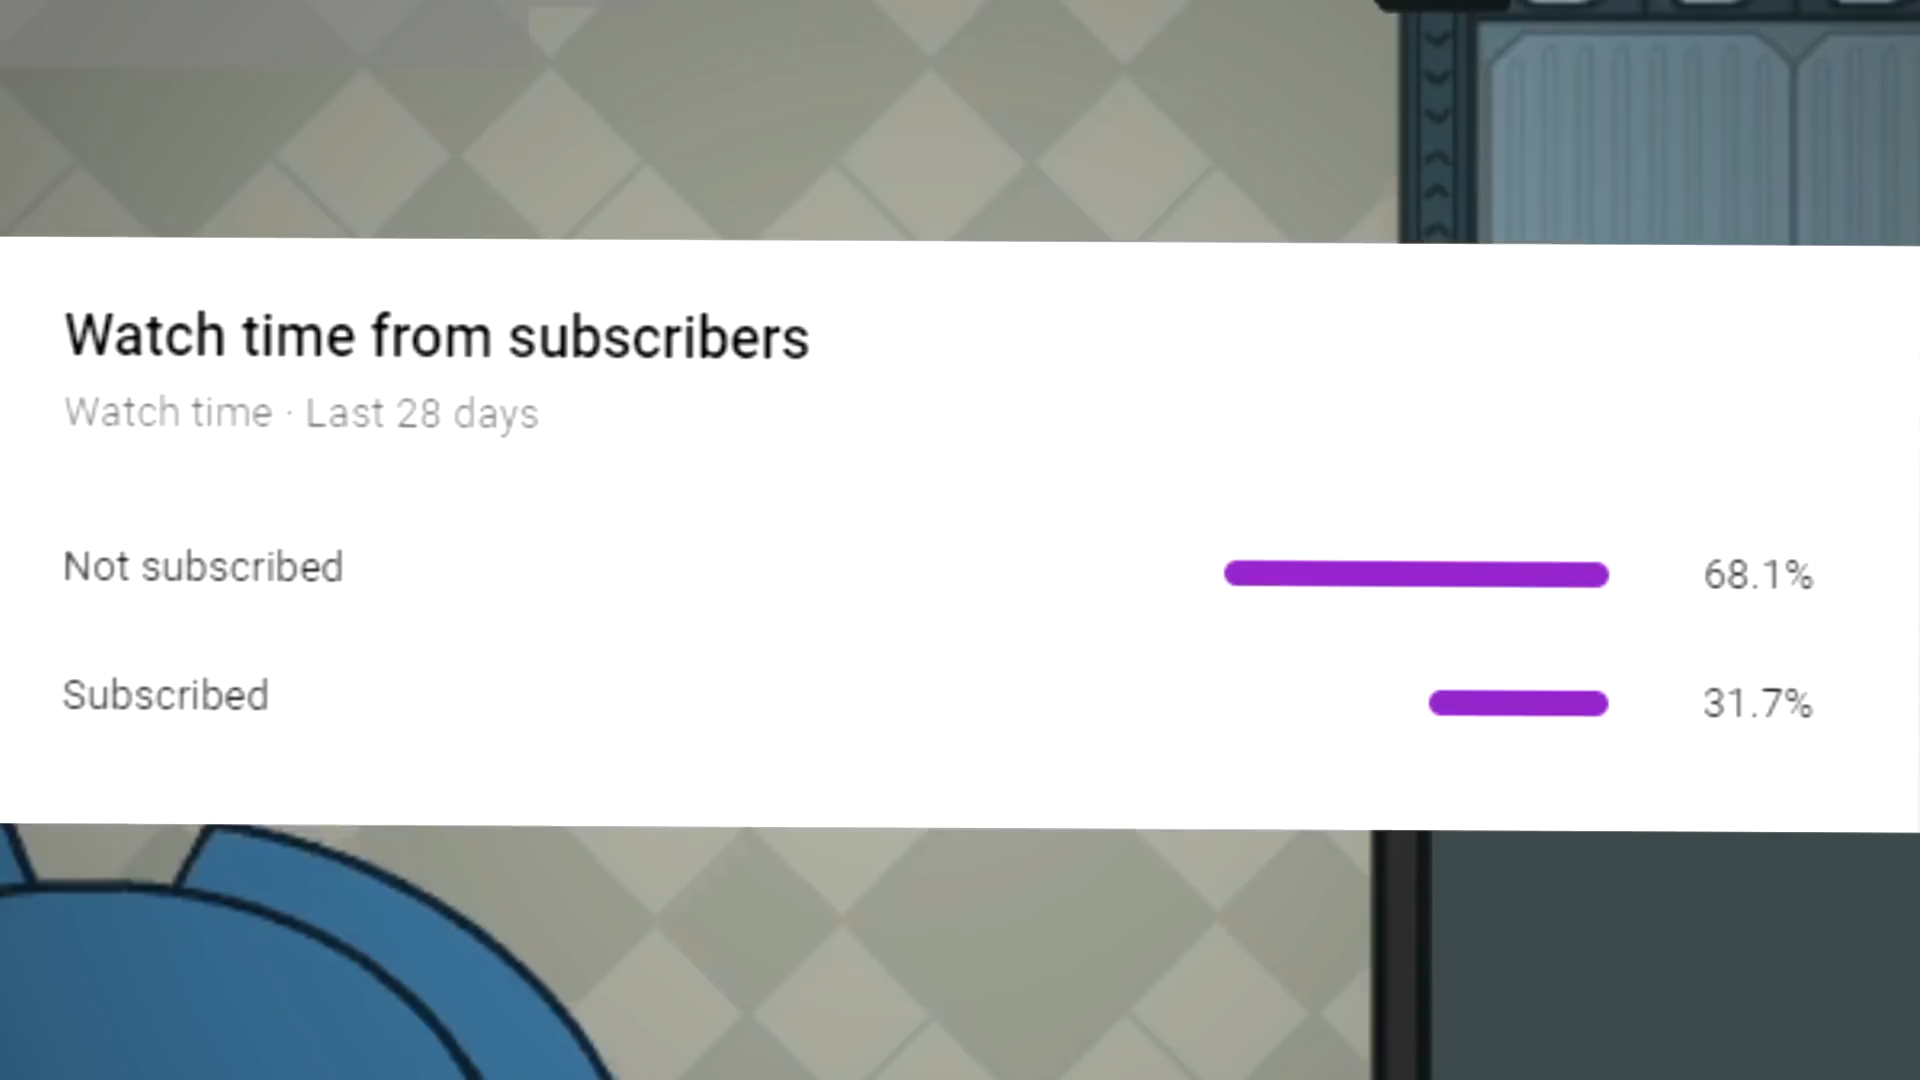 Watch time from subscribers
Watch time · Last 28 days
Not subscribed 68.1%
Subscribed 31.7%